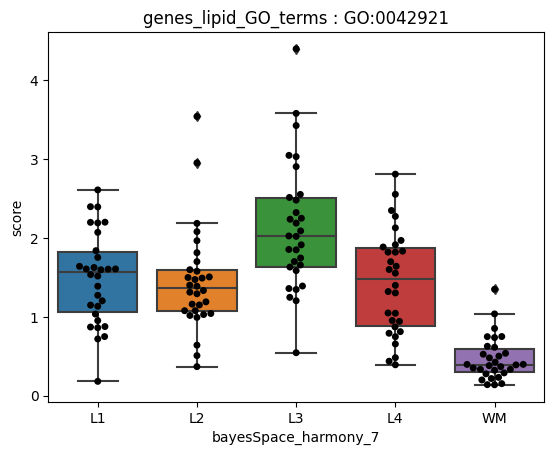 genes_lipid_GO_terms : GO:0042921
score
4
3
2
1
0
L1 L2 L3 L4 WM
bayesSpace_harmony_7